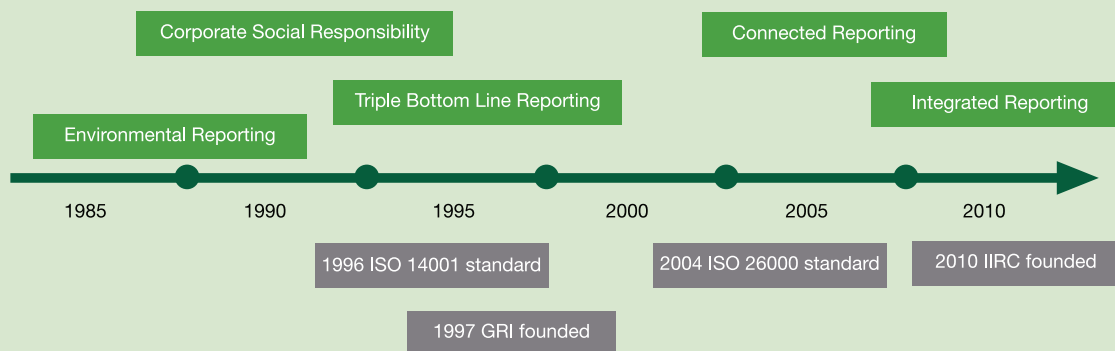 Corporate Social Responsibility
Connected Reporting
Triple Bottom Line Reporting
Integrated Reporting
Environmental Reporting
1985
1990
1995
2000
2005
2010
1996 ISO 14001 standard
2004 ISO 26000 standard
2010 IIRC founded
1997 GRI founded